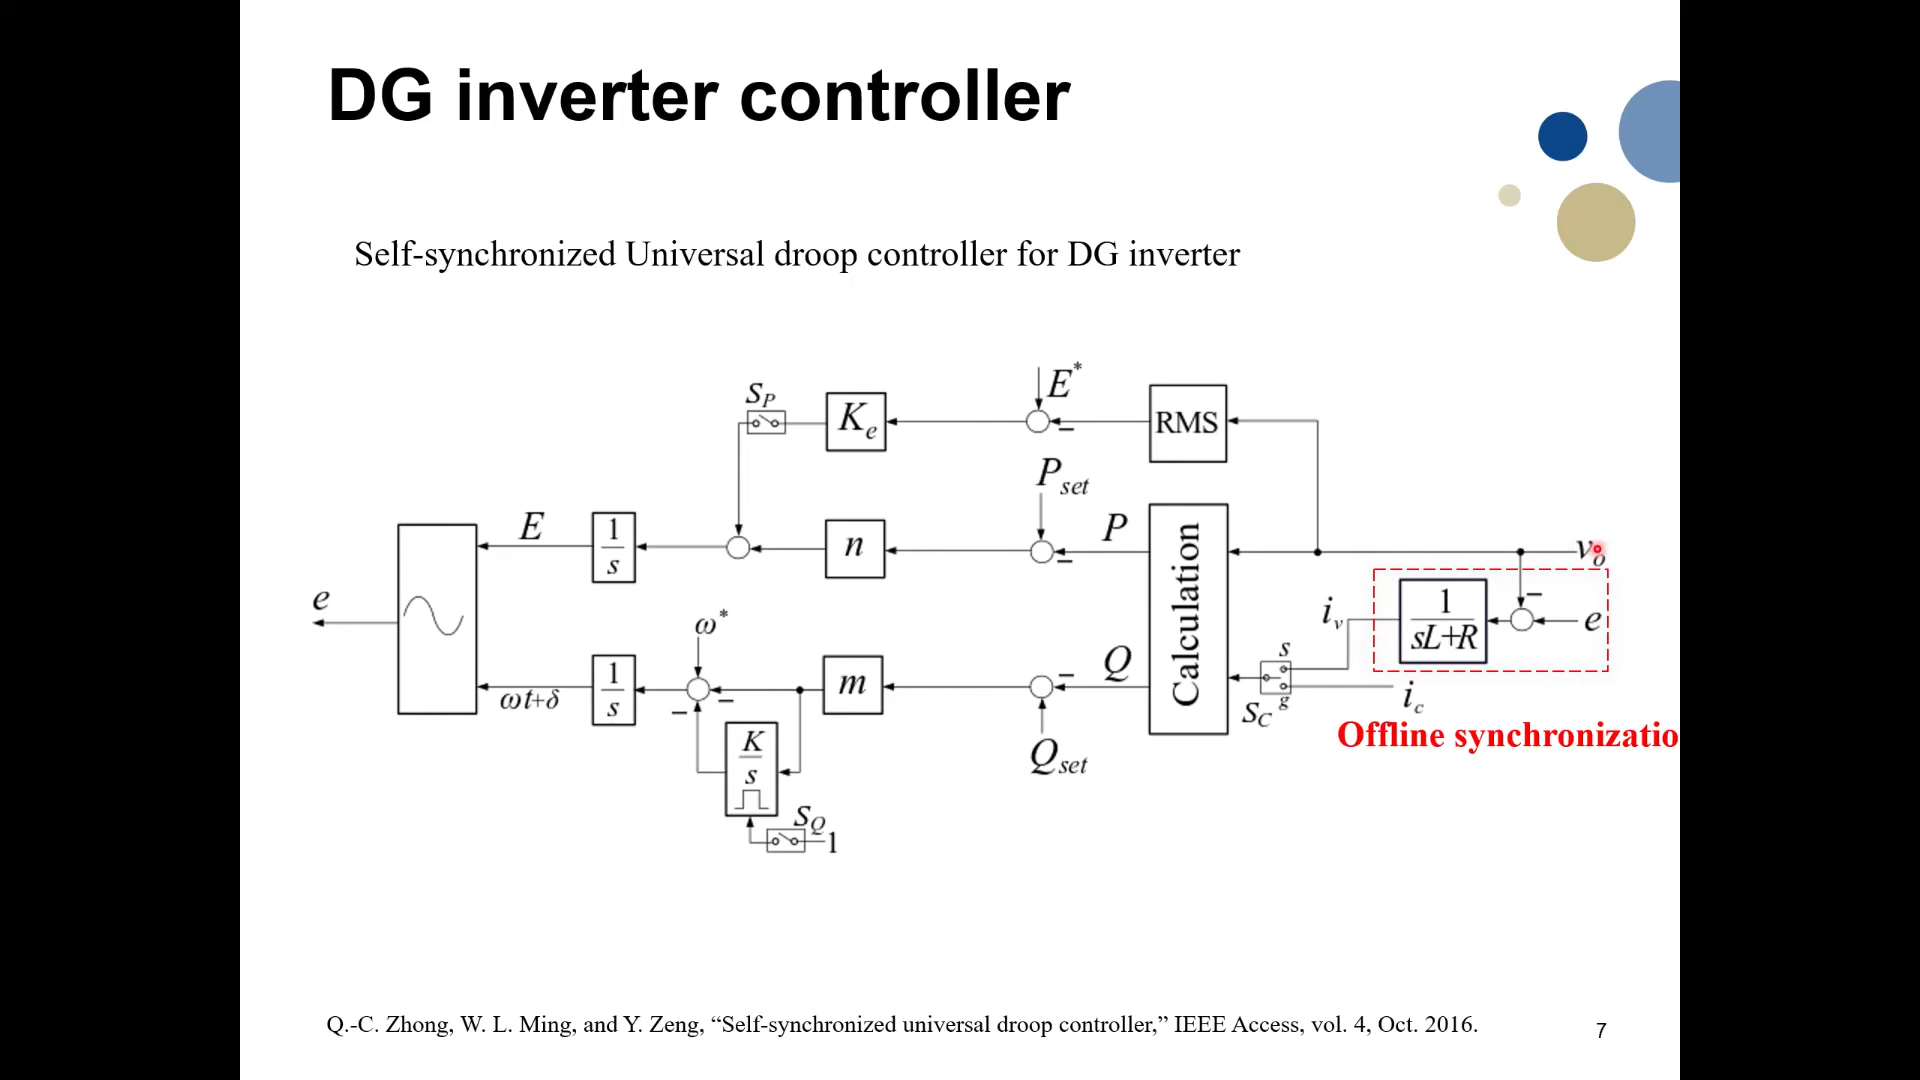 DG inverter controller
Self-synchronized Universal droop controller for DG inverter
E*
S_P
K_e
RMS
P_set
E
1/s
n
P
Calculation
v_o
e
ω*
i_v
1/(sL+R)
e
ωt+δ
1/s
m
Q
s
g
S_C
i_c
K/s
Q_set
Offline synchronizatio
S_Q
1
Q.-C. Zhong, W. L. Ming, and Y. Zeng, “Self-synchronized universal droop controller,” IEEE Access, vol. 4, Oct. 2016.
7